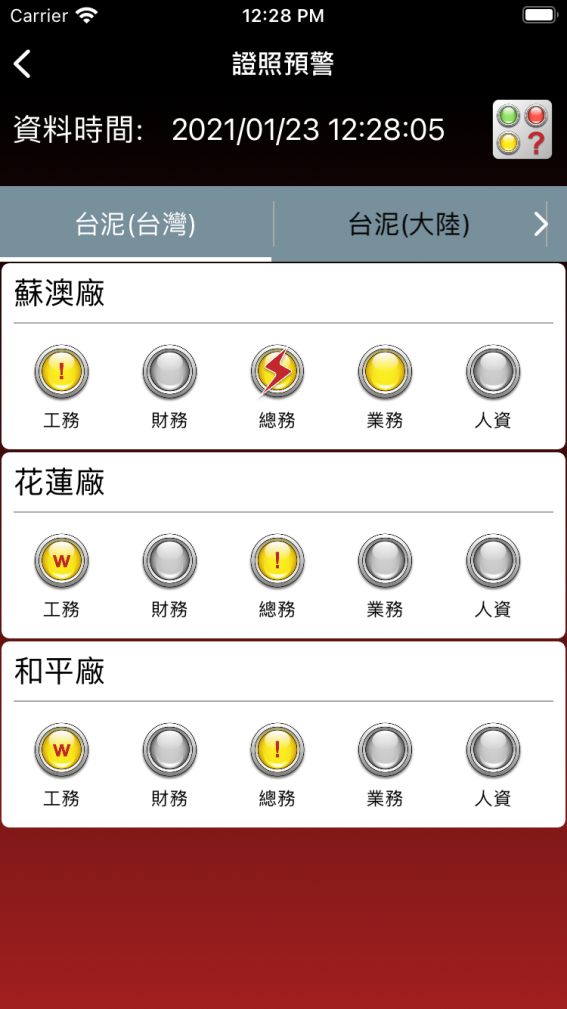 Carrier 12:28 PM
證照預警
資料時間: 2021/01/23 12:28:05
?
台泥(台灣) 台泥(大陸)
蘇澳廠
!
工務 財務 總務 業務 人資
花蓮廠
W !
工務 財務 總務 業務 人資
和平廠
W !
工務 財務 總務 業務 人資